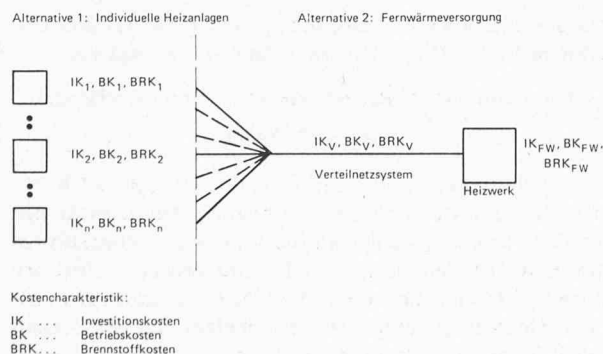 Alternative 1: Individuelle Heizanlagen
Alternative 2: Fernwärmeversorgung
IK1, BK1, BRK1
IK2, BK2, BRK2
IKn, BKn, BRKn
IKV, BKV, BRKV
Verteilnetzsystem
Heizwerk
IKFW, BKFW,
BRKFW
Kostencharakteristik:
IK ... Investitionskosten
BK ... Betriebskosten
BRK... Brennstoffkosten